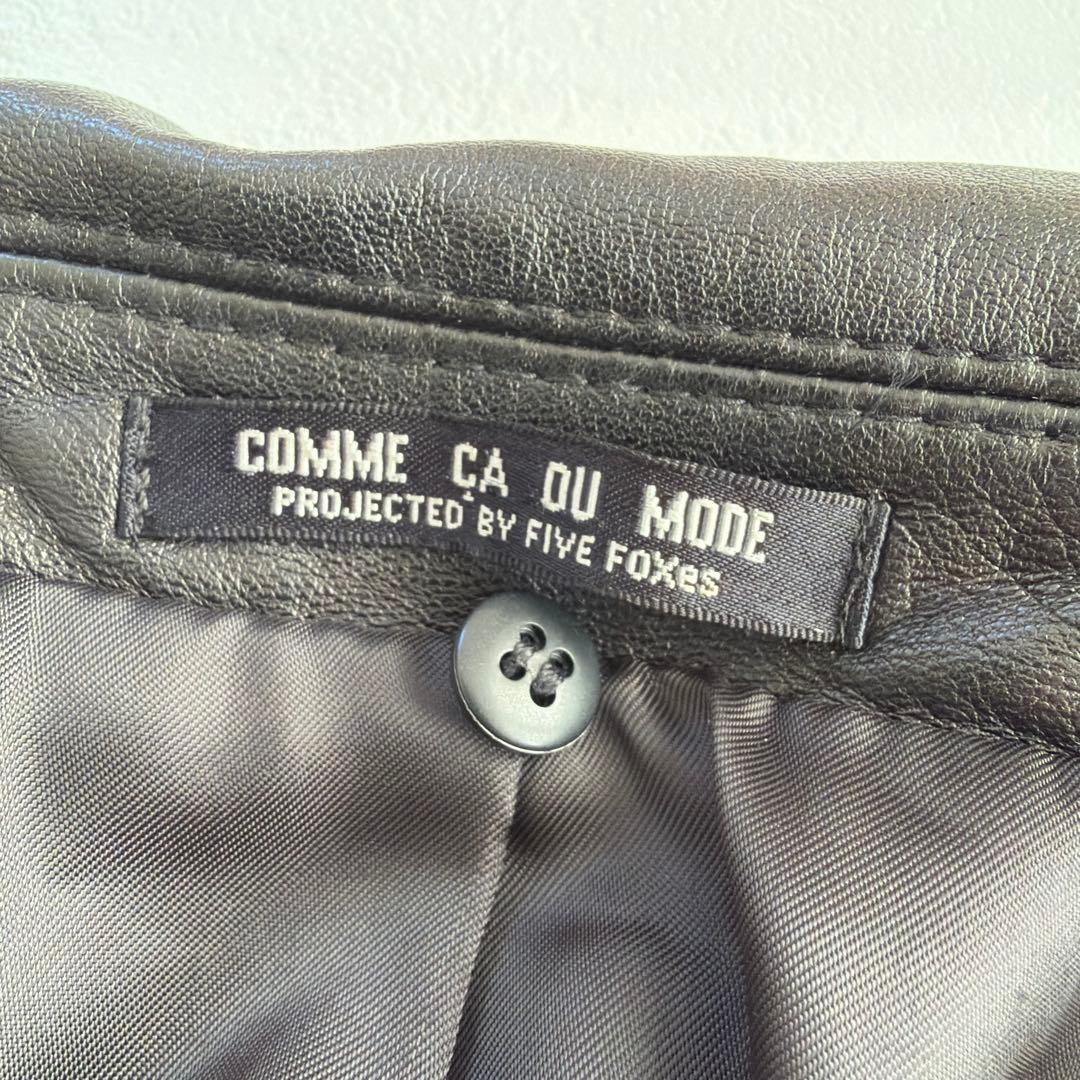 COMME ÇA DU MODE
PROJECTED BY FIVE FOXes